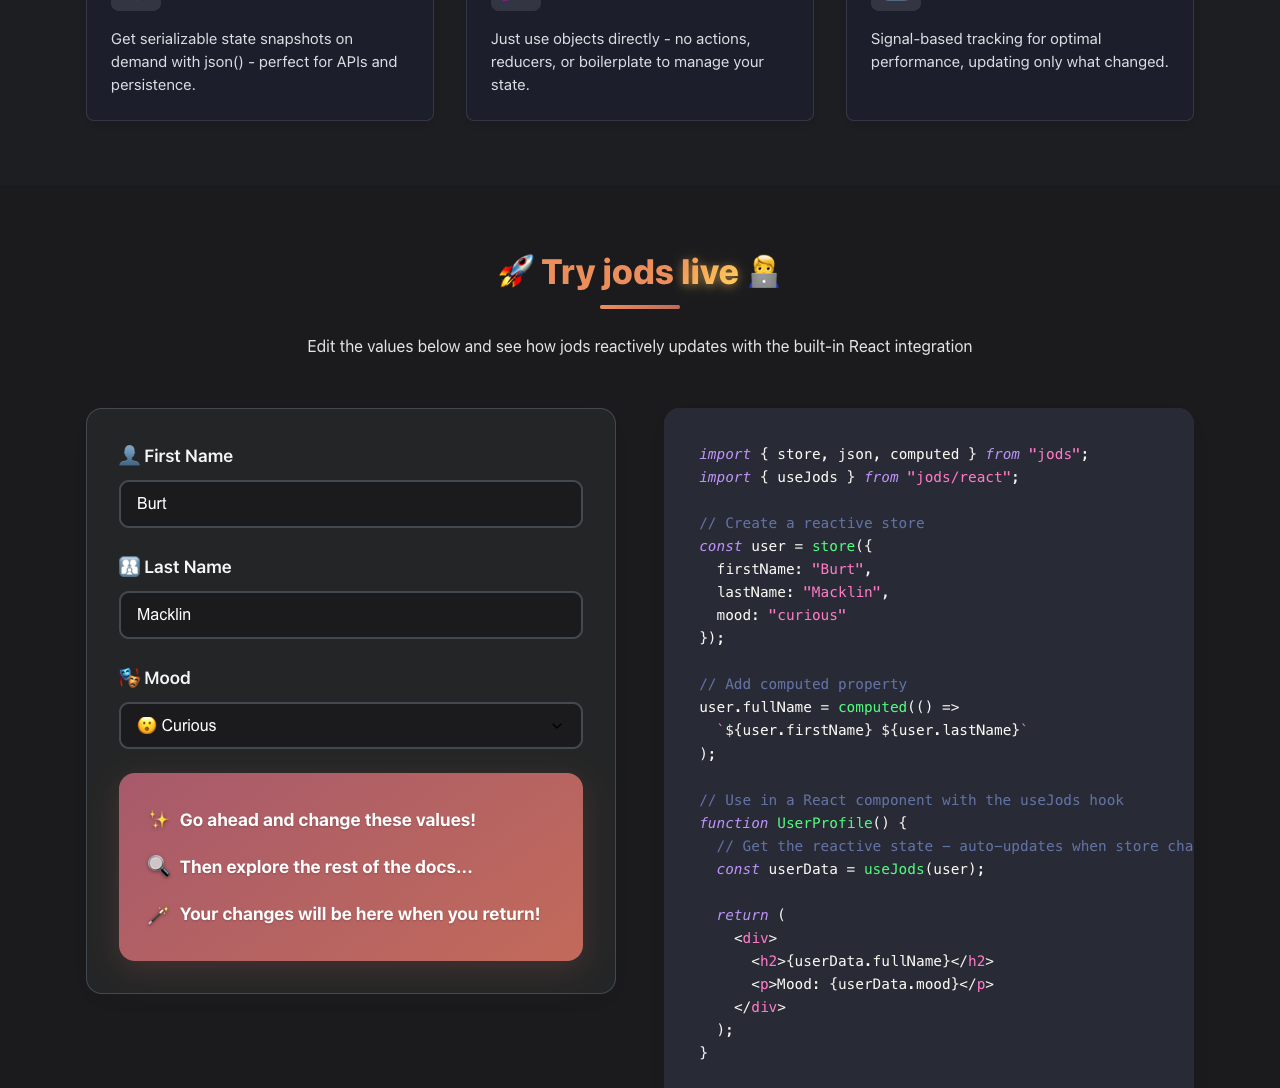 Get serializable state snapshots on
demand with json() - perfect for APIs and
persistence.
Just use objects directly - no actions,
reducers, or boilerplate to manage your
state.
Signal-based tracking for optimal
performance, updating only what changed.
🚀 Try jods live 🧑‍💻
Edit the values below and see how jods reactively updates with the built-in React integration
👤 First Name
Burt
Last Name
Macklin
🎭 Mood
😮 Curious
✨ Go ahead and change these values!
🔍 Then explore the rest of the docs...
🪄 Your changes will be here when you return!
import { store, json, computed } from "jods";
import { useJods } from "jods/react";
// Create a reactive store
const user = store({
  firstName: "Burt",
  lastName: "Macklin",
  mood: "curious"
});
// Add computed property
user.fullName = computed(() =>
  `${user.firstName} ${user.lastName}`
);
// Use in a React component with the useJods hook
function UserProfile() {
  // Get the reactive state – auto-updates when store cha
  const userData = useJods(user);
  return (
    <div>
      <h2>{userData.fullName}</h2>
      <p>Mood: {userData.mood}</p>
    </div>
  );
}